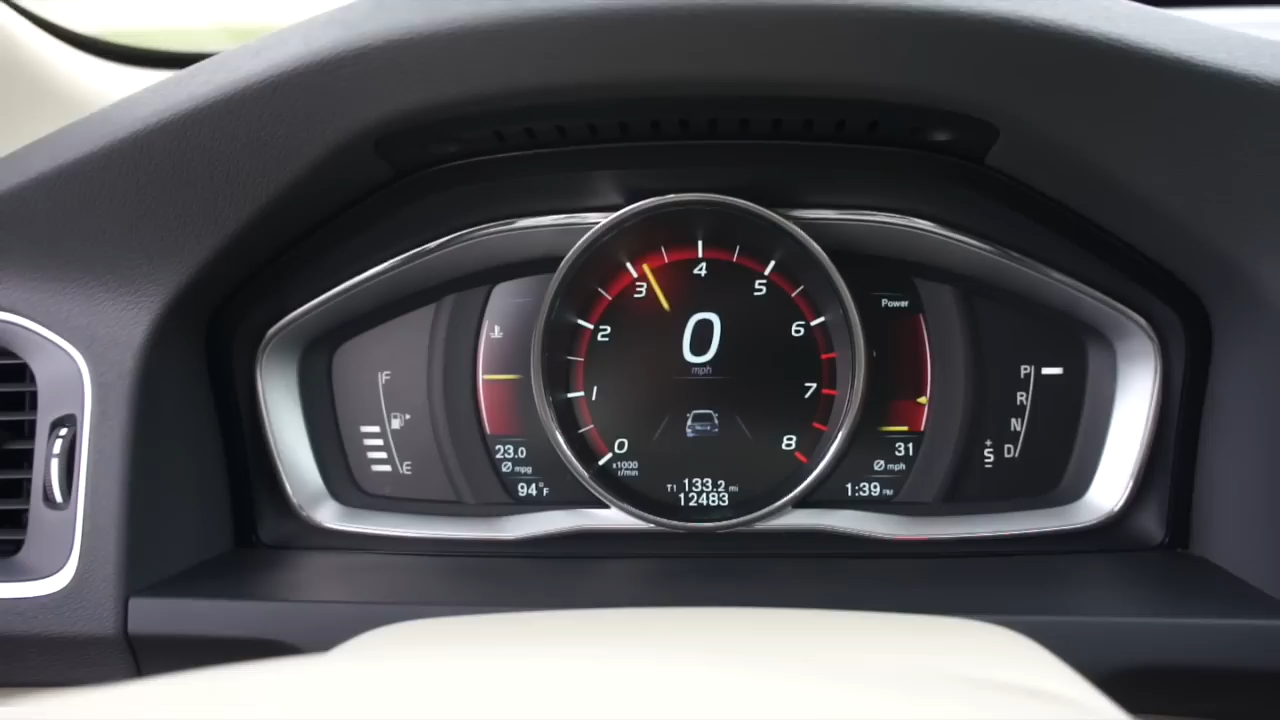 F
E
23.0
Ø mpg
94°F
0
1
2
3
4
5
6
7
8
x1000
r/min
0
mph
T1 133.2 mi
12483
Power
31
Ø mph
1:39 PM
P
R
N
D
+
S
-